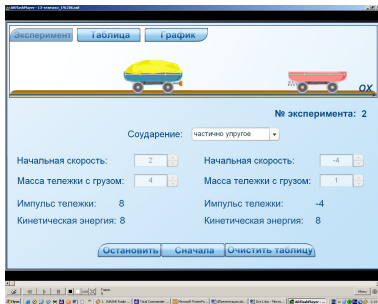 Эксперимент Таблица График
OX
№ эксперимента: 2
Соударение: частично упругое
Начальная скорость: 2 Начальная скорость: -4
Масса тележки с грузом: 4 Масса тележки с грузом: 1
Импульс тележки: 8 Импульс тележки: -4
Кинетическая энергия: 8 Кинетическая энергия: 8
Остановить Сначала Очистить таблицу